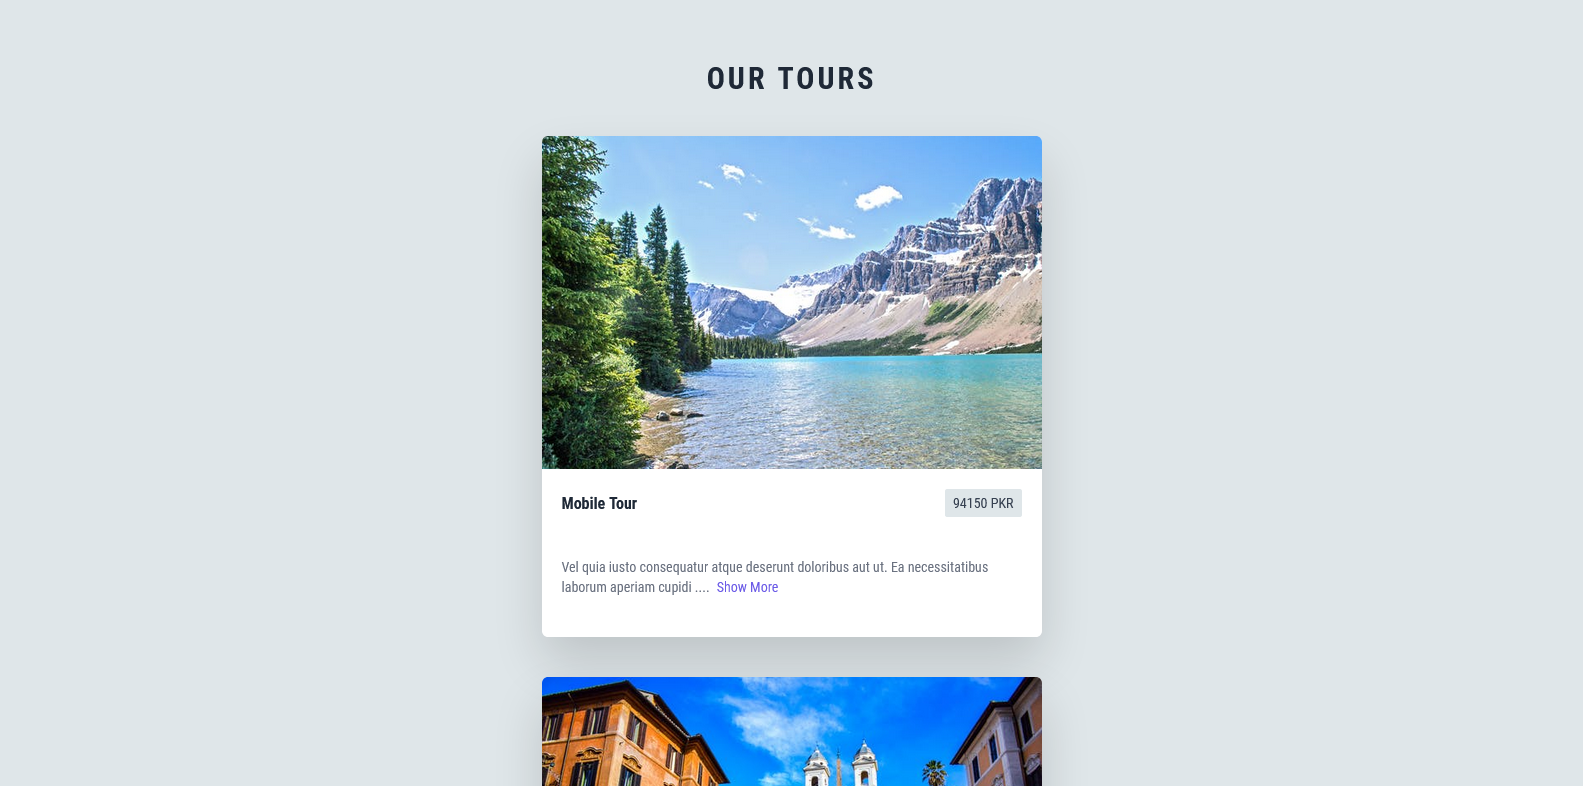 OUR TOURS
Mobile Tour
94150 PKR
Vel quia iusto consequatur atque deserunt doloribus aut ut. Ea necessitatibus
laborum aperiam cupidi .... Show More